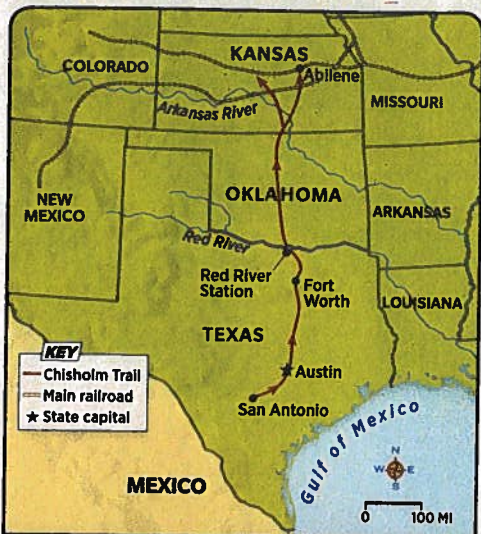 KANSAS
COLORADO
Abilene
MISSOURI
Arkansas River
NEW
MEXICO
OKLAHOMA
ARKANSAS
Red River
Red River
Station
Fort
Worth
LOUISIANA
TEXAS
KEY
Chisholm Trail
Main railroad
State capital
Austin
San Antonio
Gulf of Mexico
MEXICO
N
W E
S
0 100 MI